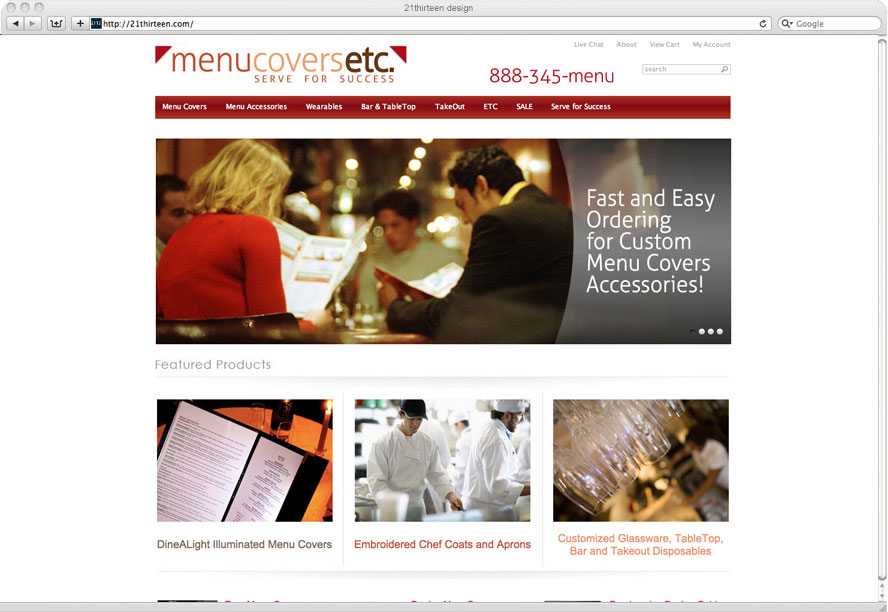 21thirteen design
http://21thirteen.com/
Google
Live Chat About View Cart My Account
menucoversetc.
SERVE FOR SUCCESS
888-345-menu
search
Menu Covers Menu Accessories Wearables Bar & TableTop TakeOut ETC SALE Serve for Success
Fast and Easy
Ordering
for Custom
Menu Covers
Accessories!
Featured Products
DineALight Illuminated Menu Covers
Embroidered Chef Coats and Aprons
Customized Glassware, TableTop,
Bar and Takeout Disposables